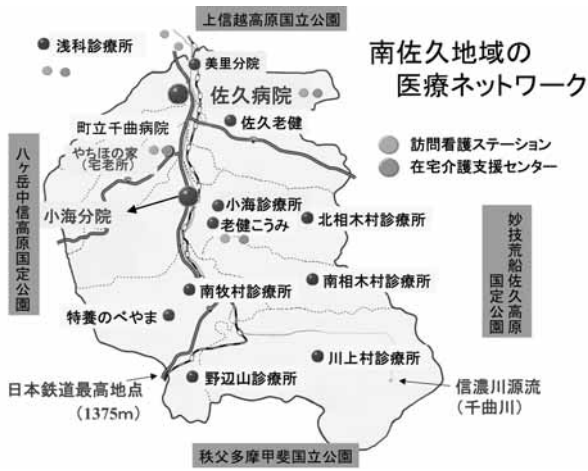 上信越高原国立公園
浅科診療所
美里分院
南佐久地域の
医療ネットワーク
佐久病院
佐久老健
町立千曲病院
やちほの家
(宅老所)
訪問看護ステーション
在宅介護支援センター
八ヶ岳中信高原国定公園
小海分院
小海診療所
老健こうみ
北相木村診療所
妙技荒船佐久高原
国定公園
南相木村診療所
南牧村診療所
特養のべやま
川上村診療所
日本鉄道最高地点
(1375m)
野辺山診療所
信濃川源流
(千曲川)
秩父多摩甲斐国立公園